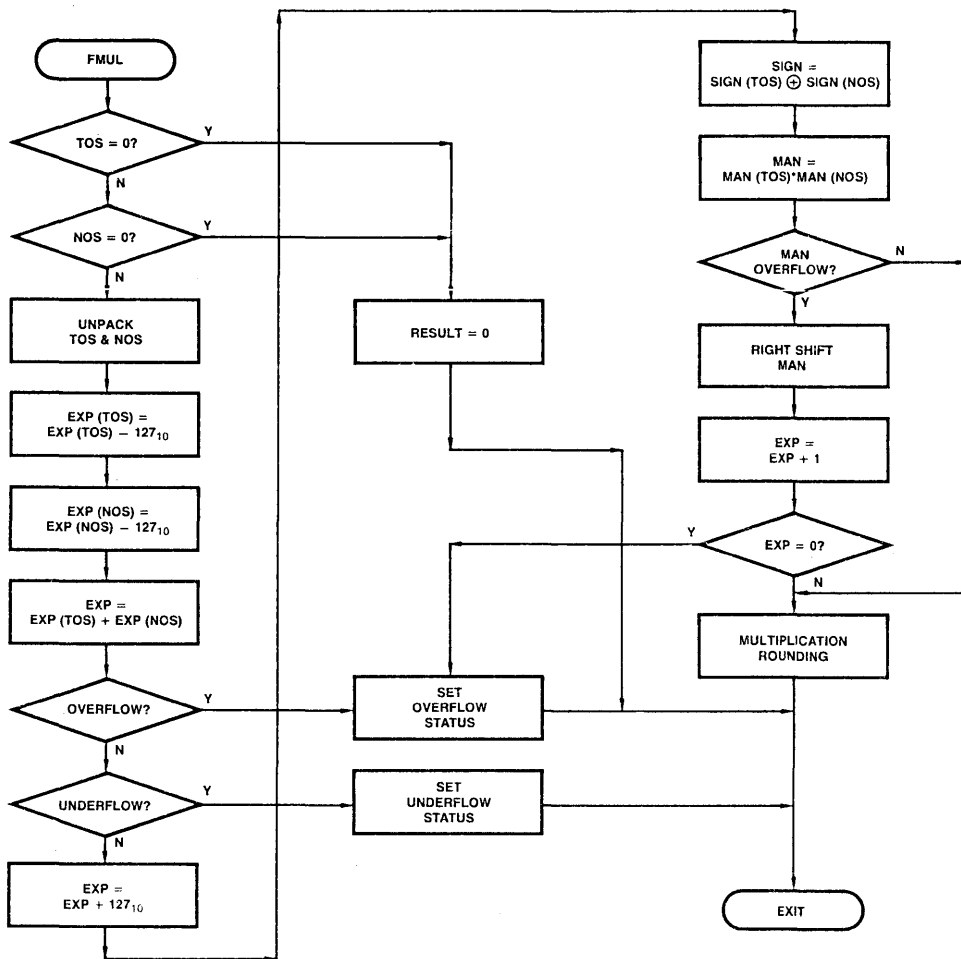 FMUL
TOS = 0?
Y
N
NOS = 0?
Y
N
UNPACK
TOS & NOS
EXP (TOS) =
EXP (TOS) – 127₁₀
EXP (NOS) =
EXP (NOS) – 127₁₀
EXP =
EXP (TOS) + EXP (NOS)
OVERFLOW?
Y
N
UNDERFLOW?
Y
N
EXP =
EXP + 127₁₀
RESULT = 0
SET
OVERFLOW
STATUS
SET
UNDERFLOW
STATUS
SIGN =
SIGN (TOS) ⊕ SIGN (NOS)
MAN =
MAN (TOS)*MAN (NOS)
MAN
OVERFLOW?
N
Y
RIGHT SHIFT
MAN
EXP =
EXP + 1
EXP = 0?
Y
N
MULTIPLICATION
ROUNDING
EXIT